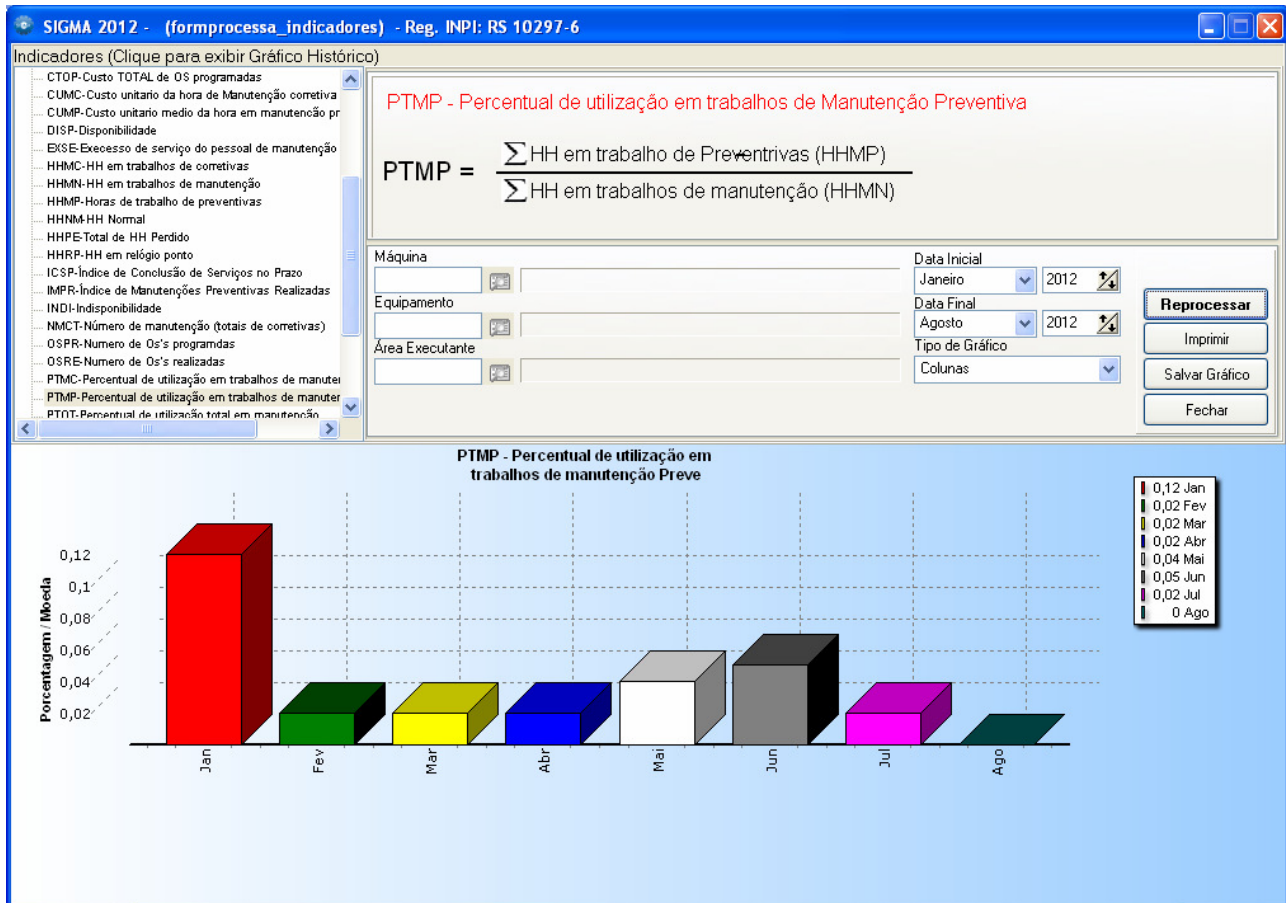 SIGMA 2012 - (formprocessa_indicadores) - Reg. INPI: RS 10297-6
Indicadores (Clique para exibir Gráfico Histórico)
CTOP-Custo TOTAL de OS programadas
CUMC-Custo unitario da hora de Manutenção corretiva
CUMP-Custo unitario medio da hora em manutencão pr
DISP-Disponibilidade
EXSE-Execesso de serviço do pessoal de manutenção
HHMC-HH em trabalhos de corretivas
HHMN-HH em trabalhos de manutenção
HHMP-Horas de trabalho de preventivas
HHNM-HH Normal
HHPE-Total de HH Perdido
HHRP-HH em relógio ponto
ICSP-Índice de Conclusão de Serviços no Prazo
IMPR-Índice de Manutenções Preventivas Realizadas
INDI-Indisponibilidade
NMCT-Número de manutenção (totais de corretivas)
OSPR-Numero de Os's programdas
OSRE-Numero de Os's realizadas
PTMC-Percentual de utilização em trabalhos de manuter
PTMP-Percentual de utilização em trabalhos de manuter
PTOT-Percentual de utilização total em manutenção
PTMP - Percentual de utilização em trabalhos de Manutenção Preventiva
PTMP =
∑ HH em trabalho de Preventrivas (HHMP)
∑ HH em trabalhos de manutenção (HHMN)
Máquina
Equipamento
Área Executante
Data Inicial
Janeiro 2012
Data Final
Agosto 2012
Tipo de Gráfico
Colunas
Reprocessar
Imprimir
Salvar Gráfico
Fechar
PTMP - Percentual de utilização em
trabalhos de manutenção Preve
Porcentagem / Moeda
0,12
0,1
0,08
0,06
0,04
0,02
Jan
Fev
Mar
Abr
Mai
Jun
Jul
Ago
0,12 Jan
0,02 Fev
0,02 Mar
0,02 Abr
0,04 Mai
0,05 Jun
0,02 Jul
0 Ago